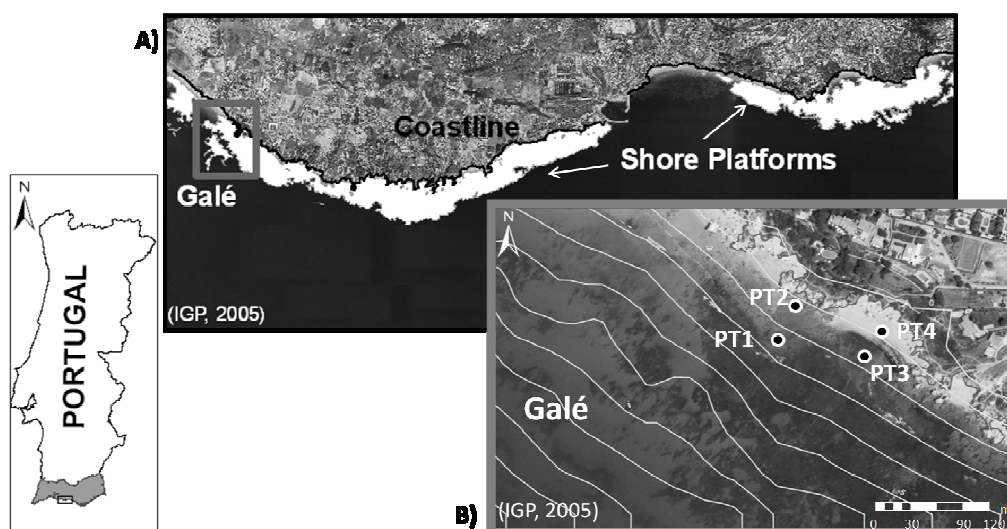 A)
Coastline
Shore Platforms
Galé
(IGP, 2005)
N
PORTUGAL
N
PT2
PT1
PT4
PT3
Galé
(IGP, 2005)
B)
0 30 90 120